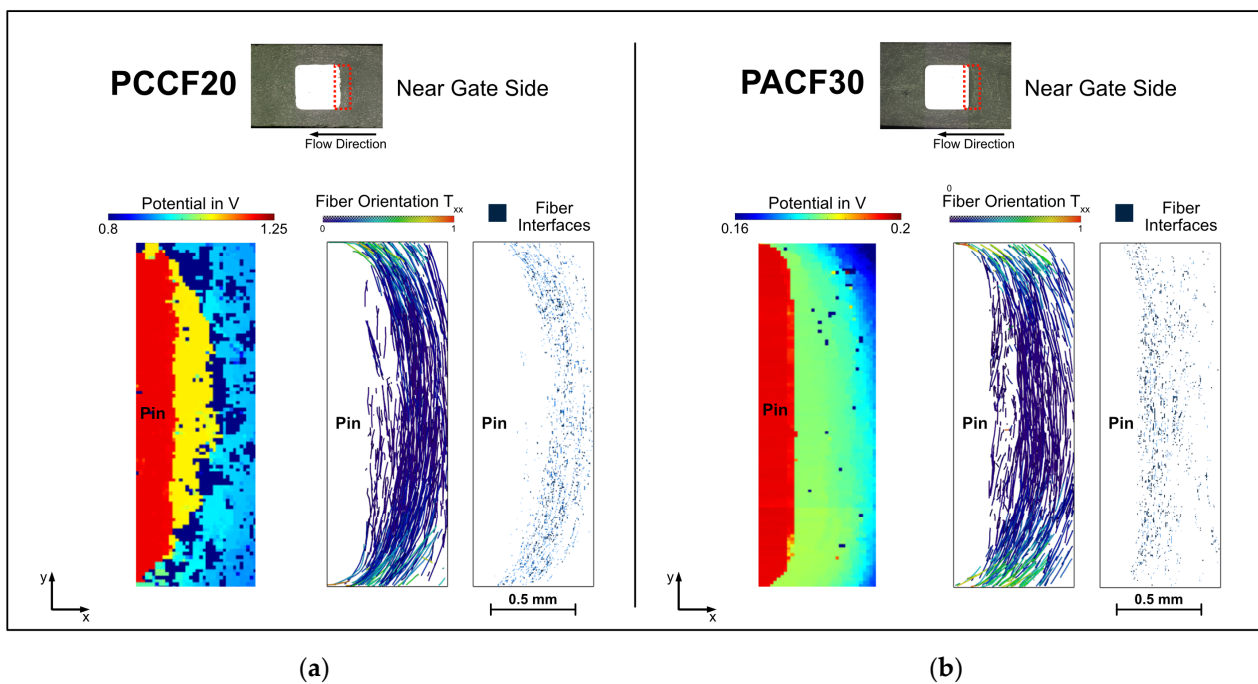 PCCF20
Near Gate Side
Flow Direction
Potential in V
0.8
1.25
Fiber Orientation Txx
0
1
Fiber
Interfaces
Pin
Pin
Pin
y
x
0.5 mm
(a)
PACF30
Near Gate Side
Flow Direction
Potential in V
0.16
0.2
0
Fiber Orientation Txx
1
Fiber
Interfaces
Pin
Pin
Pin
y
x
0.5 mm
(b)